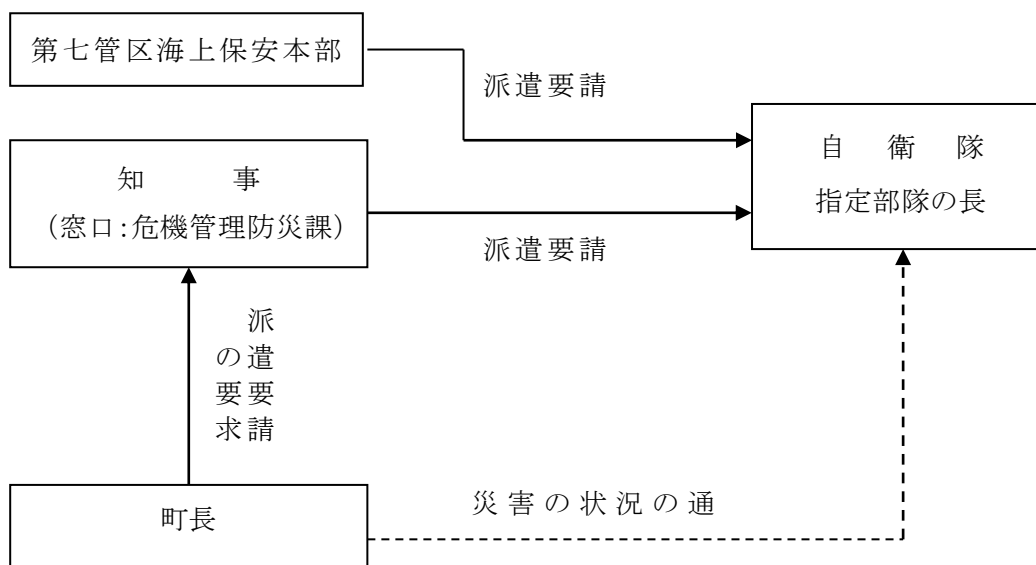 第七管区海上保安本部
派遣要請
自　衛　隊
指定部隊の長
知　　　事
（窓口：危機管理防災課）
派遣要請
派遣要請
の要求
町長
災害の状況の通